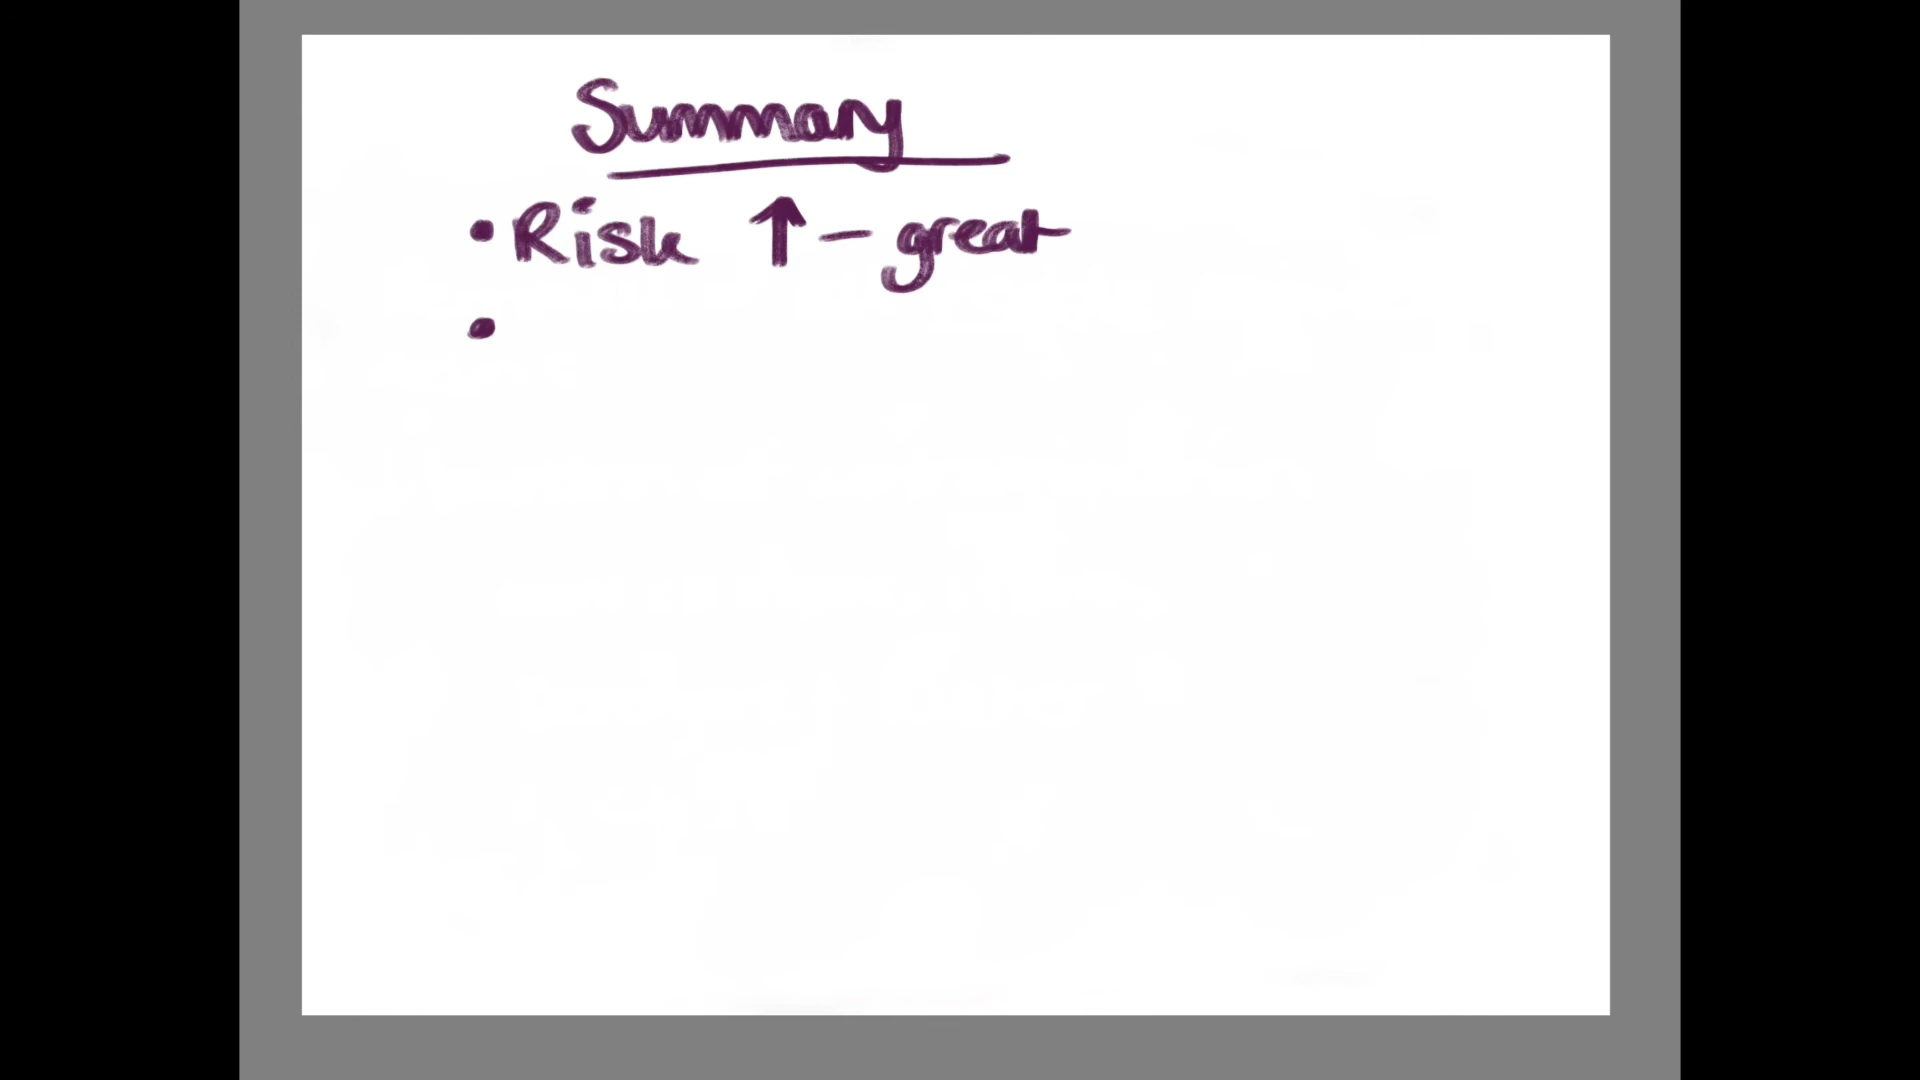 Summary
• Risk ↑ – great
•